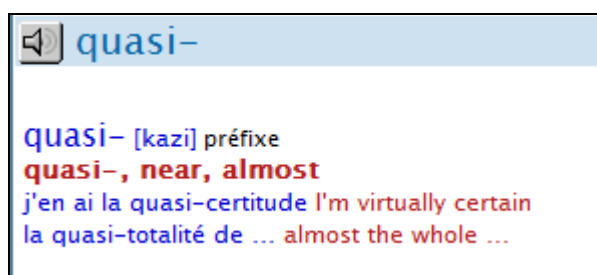 quasi–
quasi– [kazi] préfixe
quasi–, near, almost
j'en ai la quasi–certitude I'm virtually certain
la quasi–totalité de ... almost the whole ...